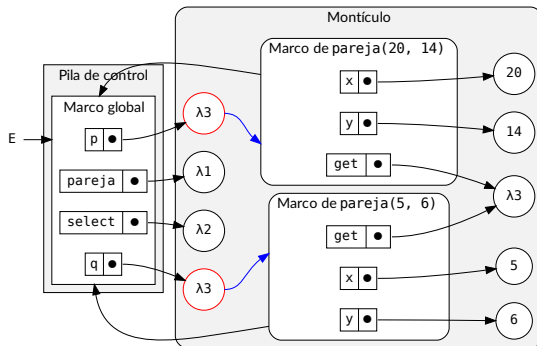 Montículo
Pila de control
Marco global
E
p
pareja
select
q
λ3
λ1
λ2
λ3
Marco de pareja(20, 14)
x
y
get
Marco de pareja(5, 6)
get
x
y
20
14
λ3
5
6